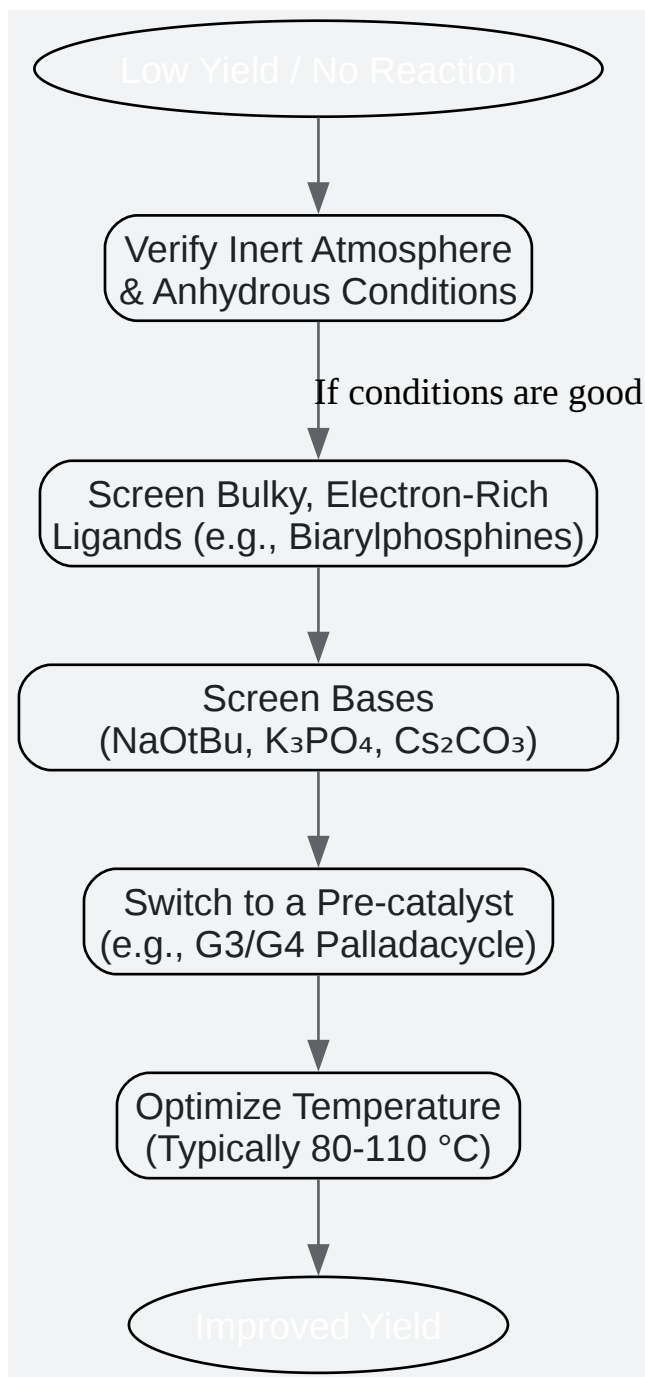 Low Yield / No Reaction
Verify Inert Atmosphere
& Anhydrous Conditions
If conditions are good
Screen Bulky, Electron-Rich
Ligands (e.g., Biarylphosphines)
Screen Bases
(NaOtBu, K₃PO₄, Cs₂CO₃)
Switch to a Pre-catalyst
(e.g., G3/G4 Palladacycle)
Optimize Temperature
(Typically 80-110 °C)
Improved Yield